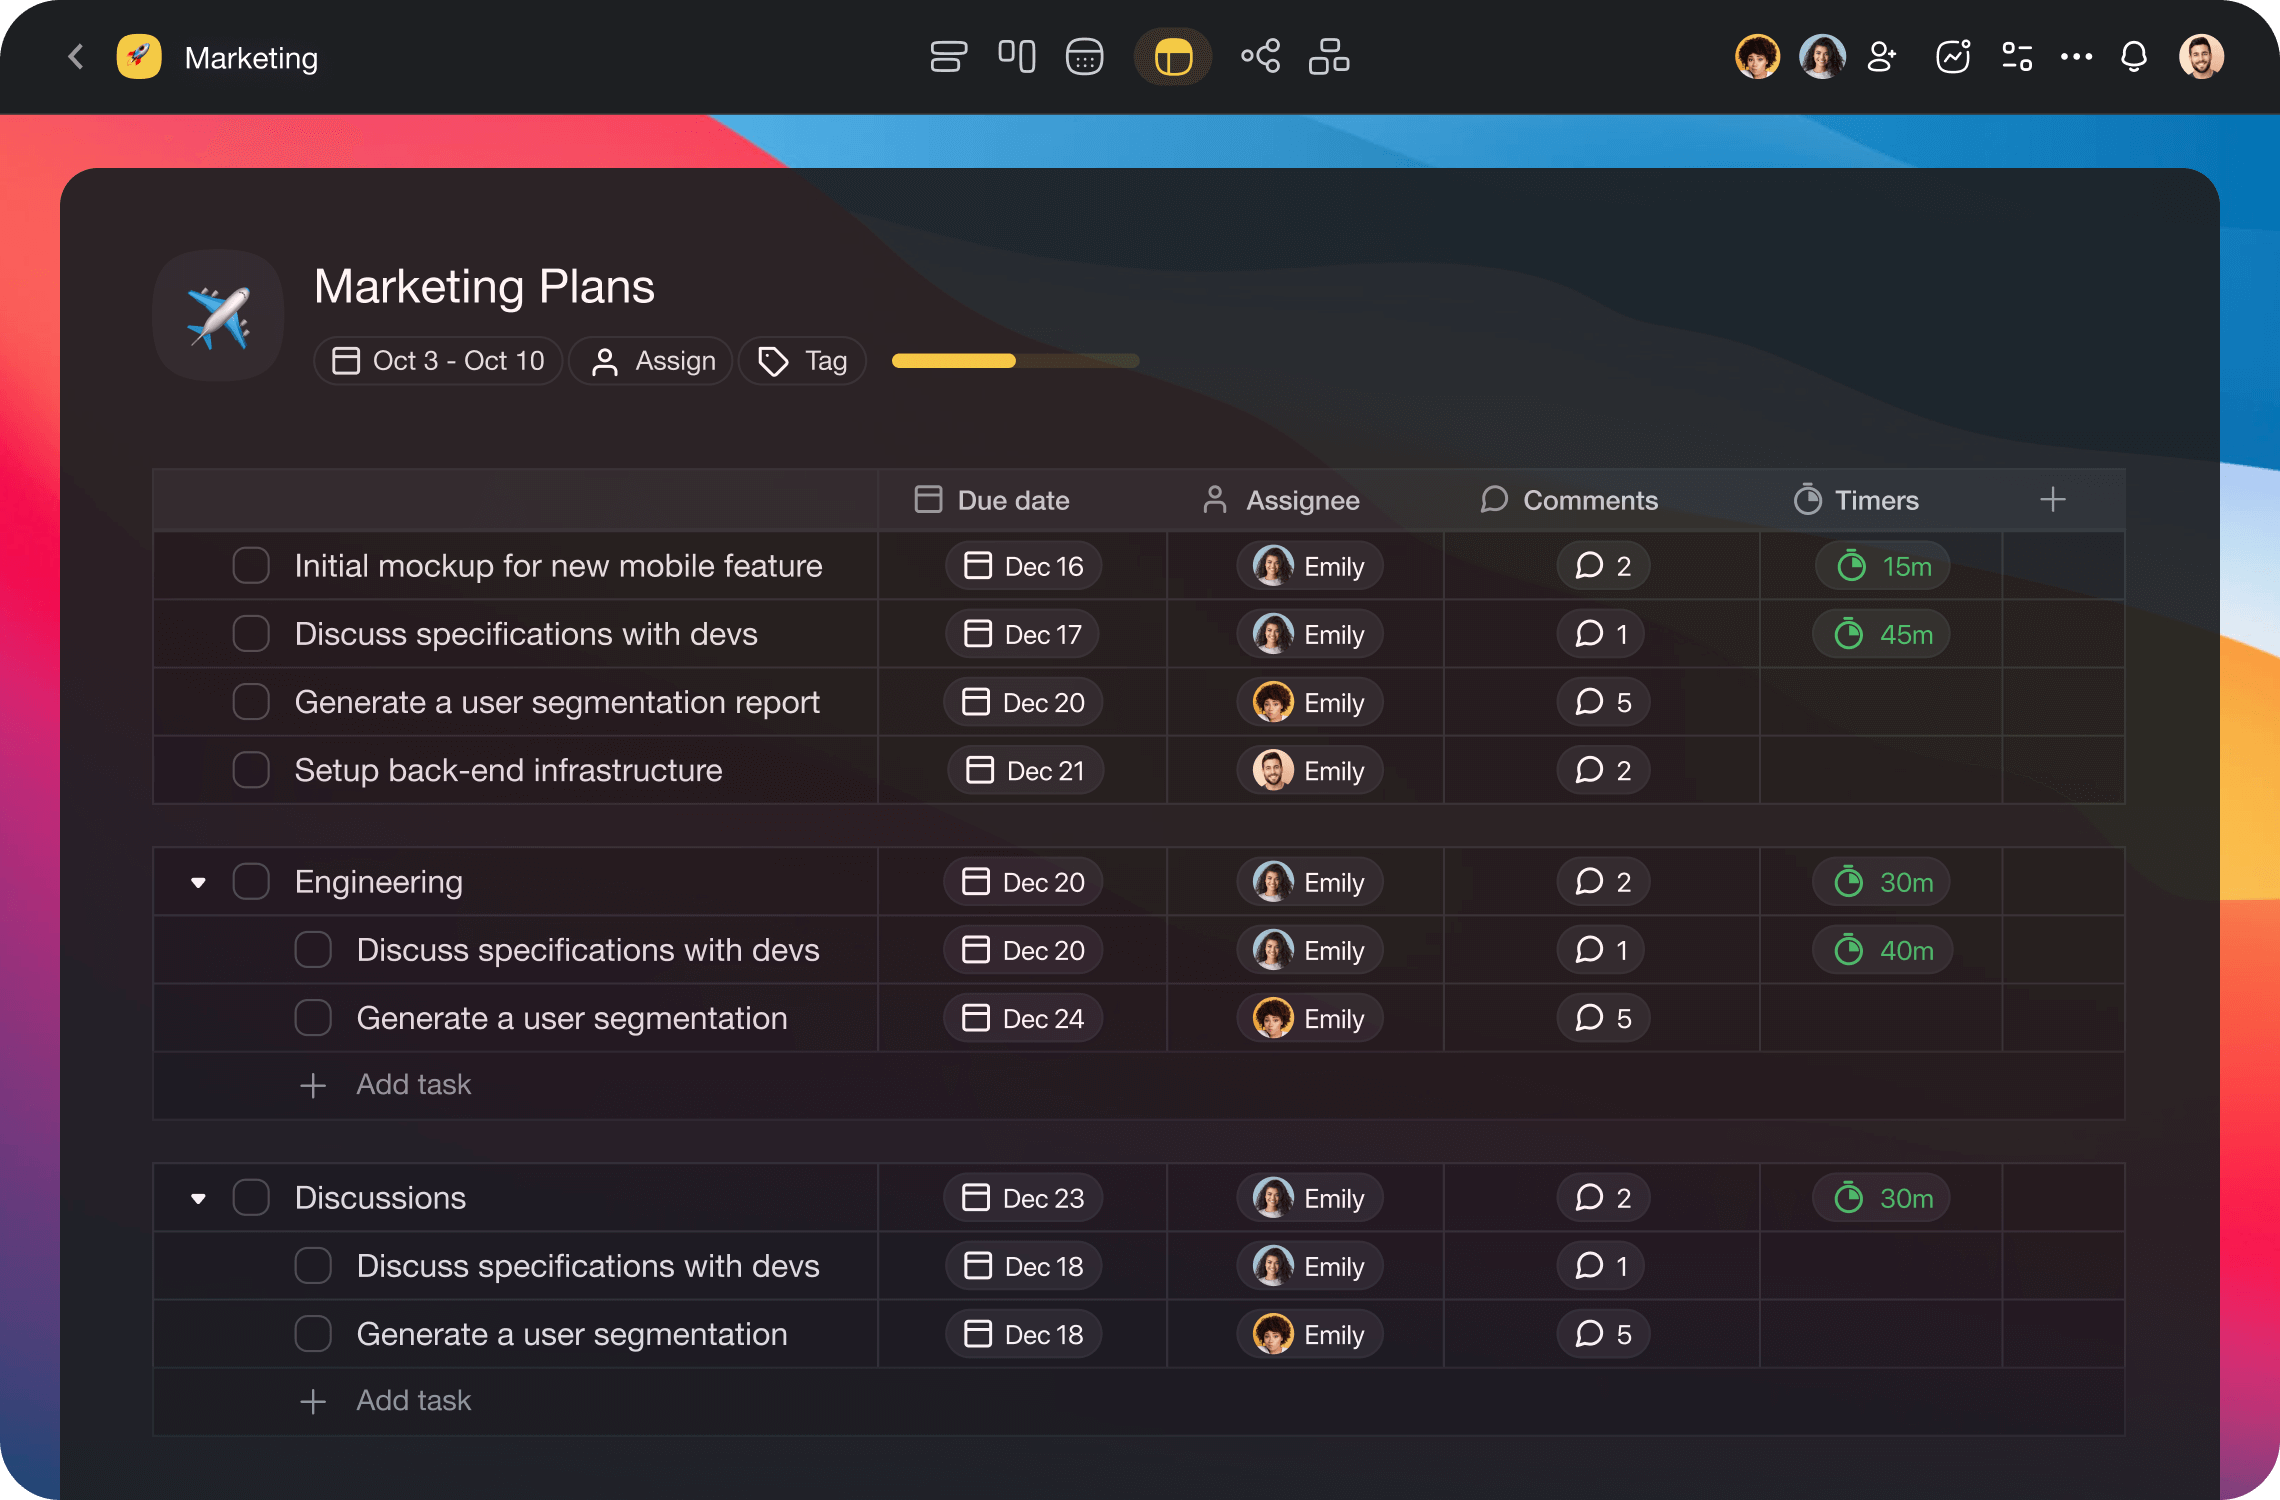 Marketing
Marketing Plans
Oct 3 - Oct 10 Assign Tag
Due date Assignee Comments Timers
Initial mockup for new mobile feature Dec 16 Emily 2 15m
Discuss specifications with devs Dec 17 Emily 1 45m
Generate a user segmentation report Dec 20 Emily 5
Setup back-end infrastructure Dec 21 Emily 2
Engineering Dec 20 Emily 2 30m
Discuss specifications with devs Dec 20 Emily 1 40m
Generate a user segmentation Dec 24 Emily 5
Add task
Discussions Dec 23 Emily 2 30m
Discuss specifications with devs Dec 18 Emily 1
Generate a user segmentation Dec 18 Emily 5
Add task